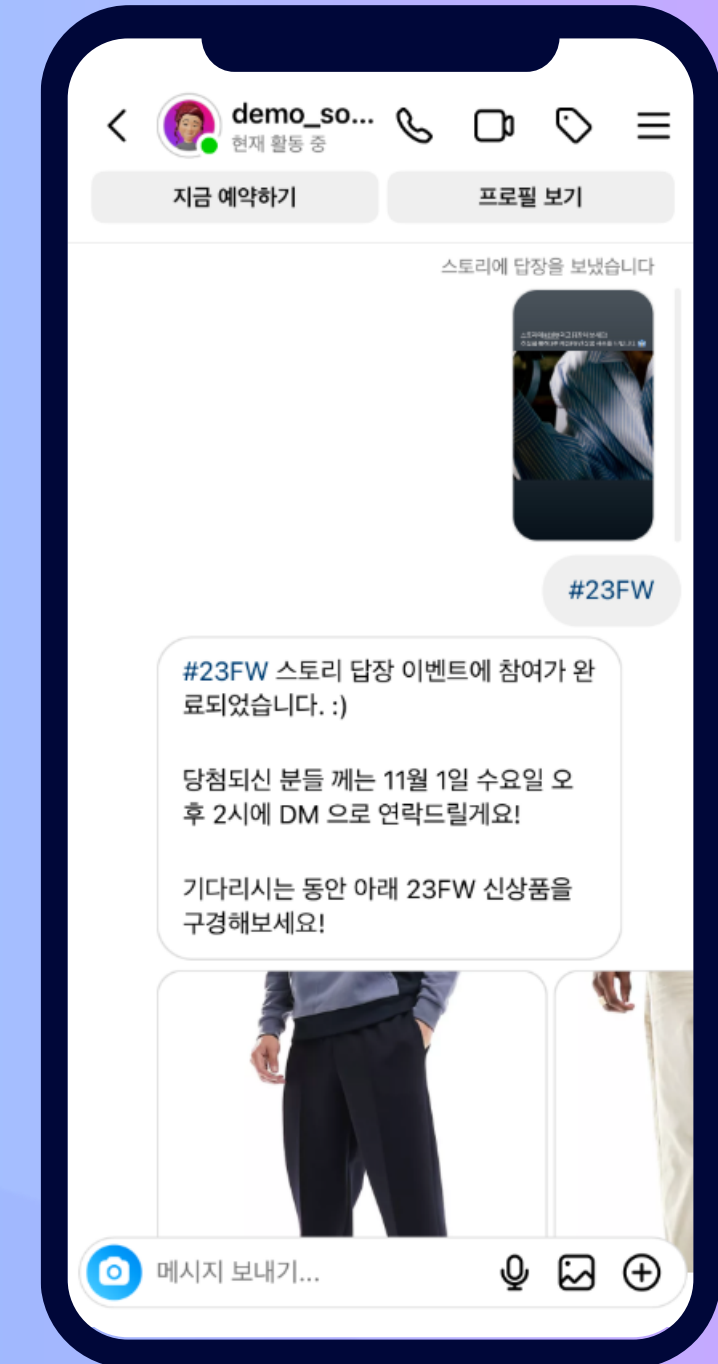 demo_so...
현재 활동 중
지금 예약하기
프로필 보기
스토리에 답장을 보냈습니다
#23FW
#23FW 스토리 답장 이벤트에 참여가 완
료되었습니다. :)
당첨되신 분들 께는 11월 1일 수요일 오
후 2시에 DM 으로 연락드릴게요!
기다리시는 동안 아래 23FW 신상품을
구경해보세요!
메시지 보내기...